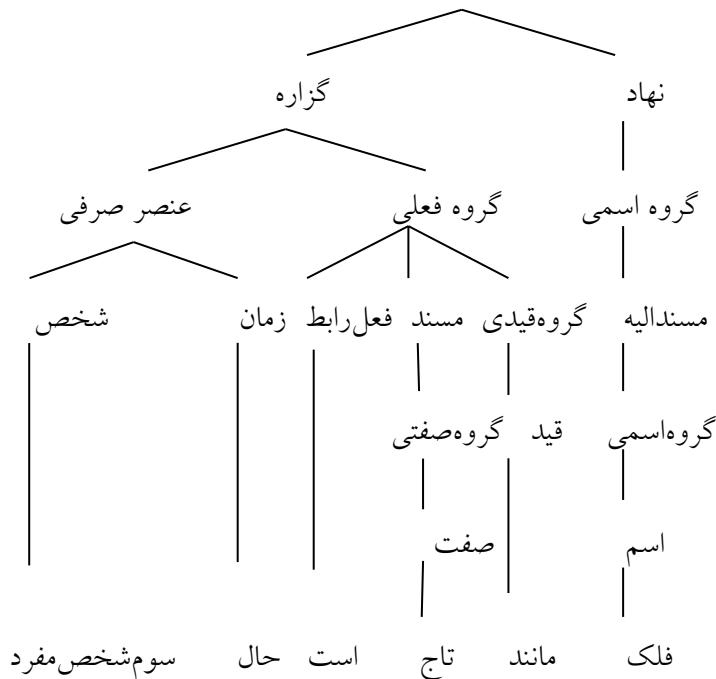 نهاد گزاره
گروه اسمی گروه فعلی عنصر صرفی
مسندالیه گروه‌قیدی مسند فعل‌رابط زمان شخص
گروه‌اسمی قید گروه‌صفتی
اسم صفت
فلک مانند تاج است حال سوم‌شخص‌مفرد